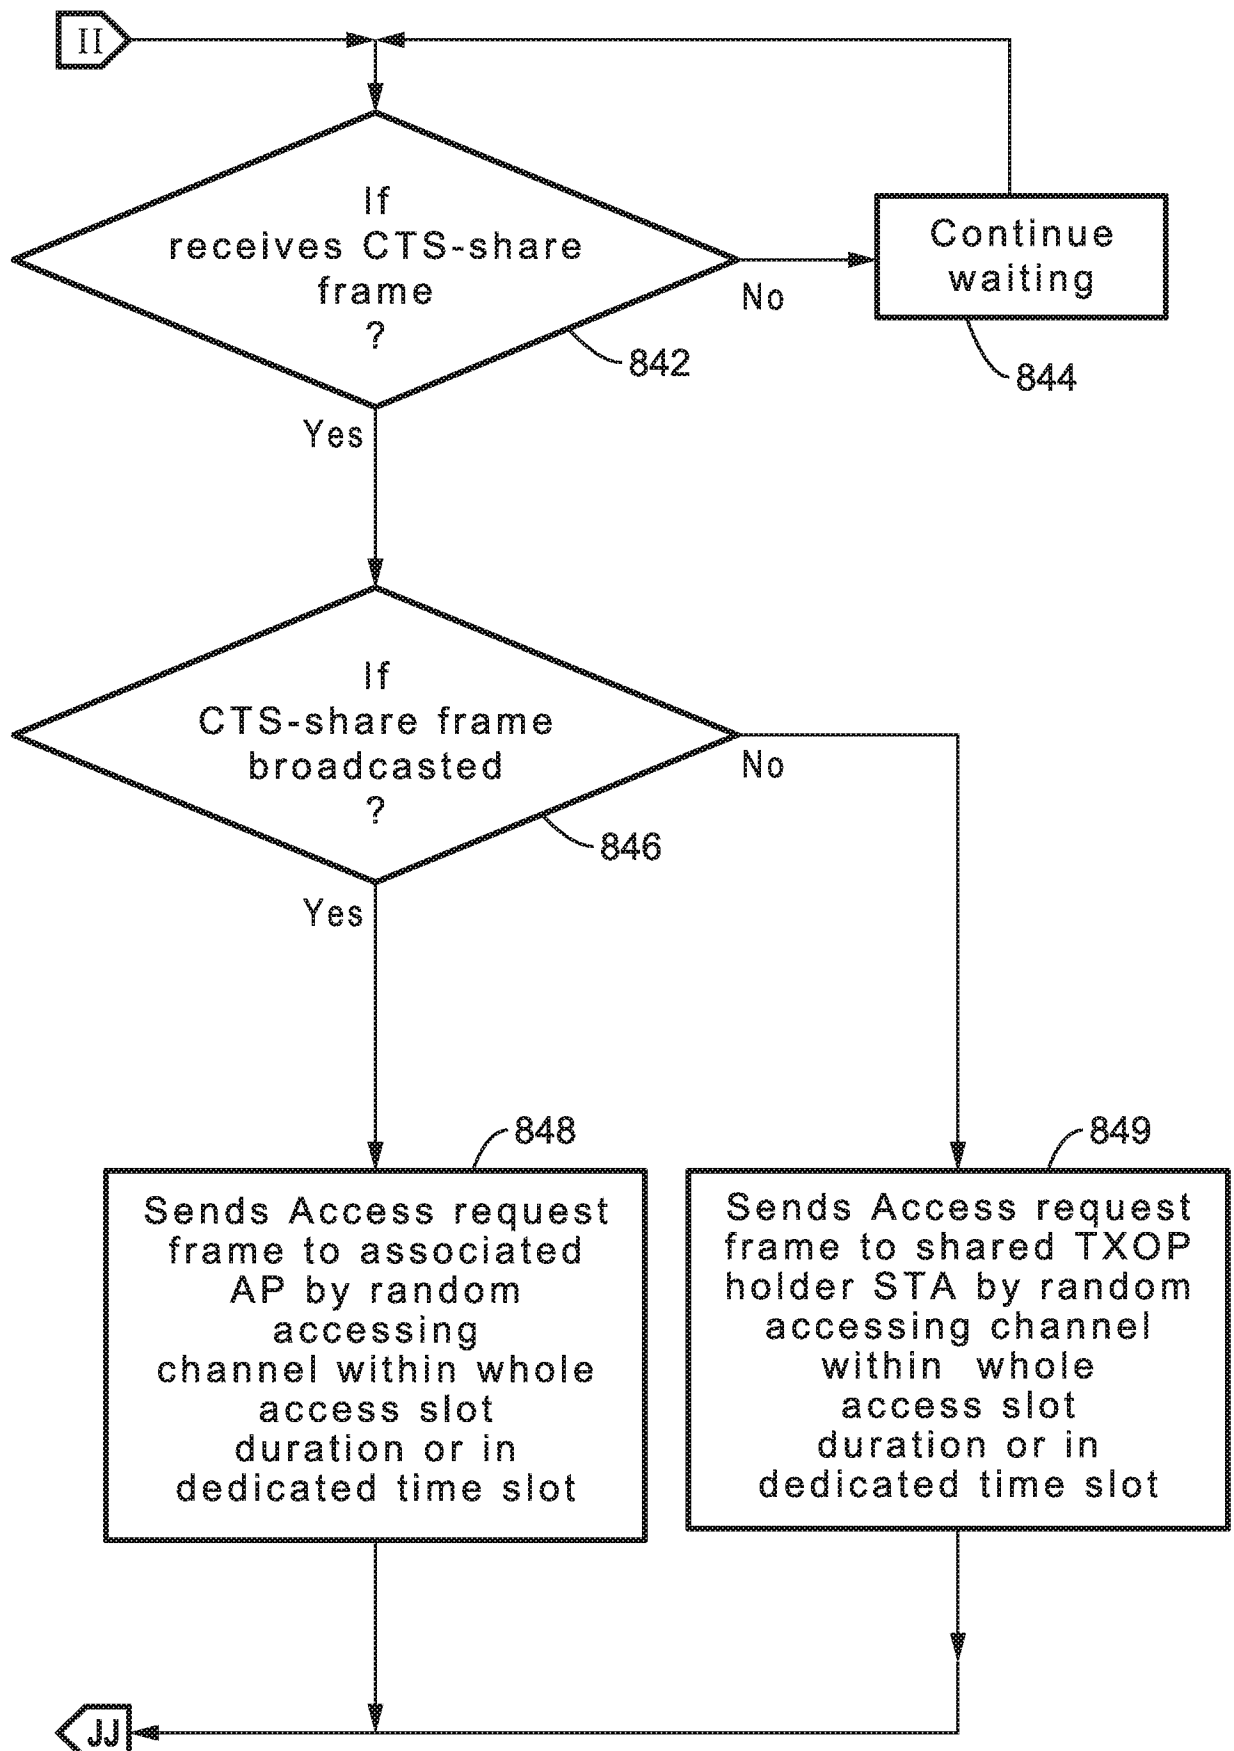 II
If
receives CTS-share
frame
?
842
No
Yes
Continue
waiting
844
If
CTS-share frame
broadcasted
?
846
No
Yes
848
Sends Access request
frame to associated
AP by random
accessing
channel within whole
access slot
duration or in
dedicated time slot
849
Sends Access request
frame to shared TXOP
holder STA by random
accessing channel
within whole
access slot
duration or in
dedicated time slot
JJ